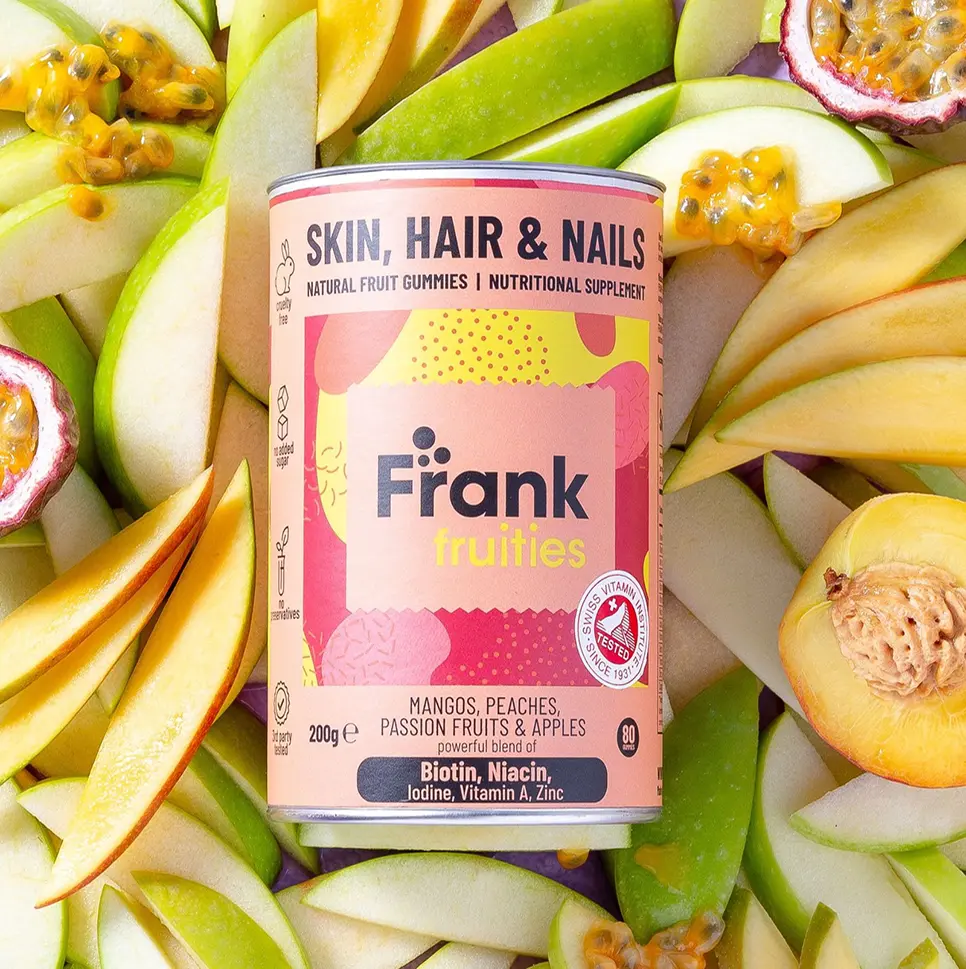 SKIN, HAIR & NAILS
NATURAL FRUIT GUMMIES | NUTRITIONAL SUPPLEMENT
cruelty
free
no added
sugar
no
preservatives
3rd party
tested
Frank
fruities
SWISS VITAMIN INSTITUTE
TESTED
SINCE 1937
MANGOS, PEACHES,
PASSION FRUITS & APPLES
200g e
powerful blend of
80
GUMMIES
Biotin, Niacin,
Iodine, Vitamin A, Zinc